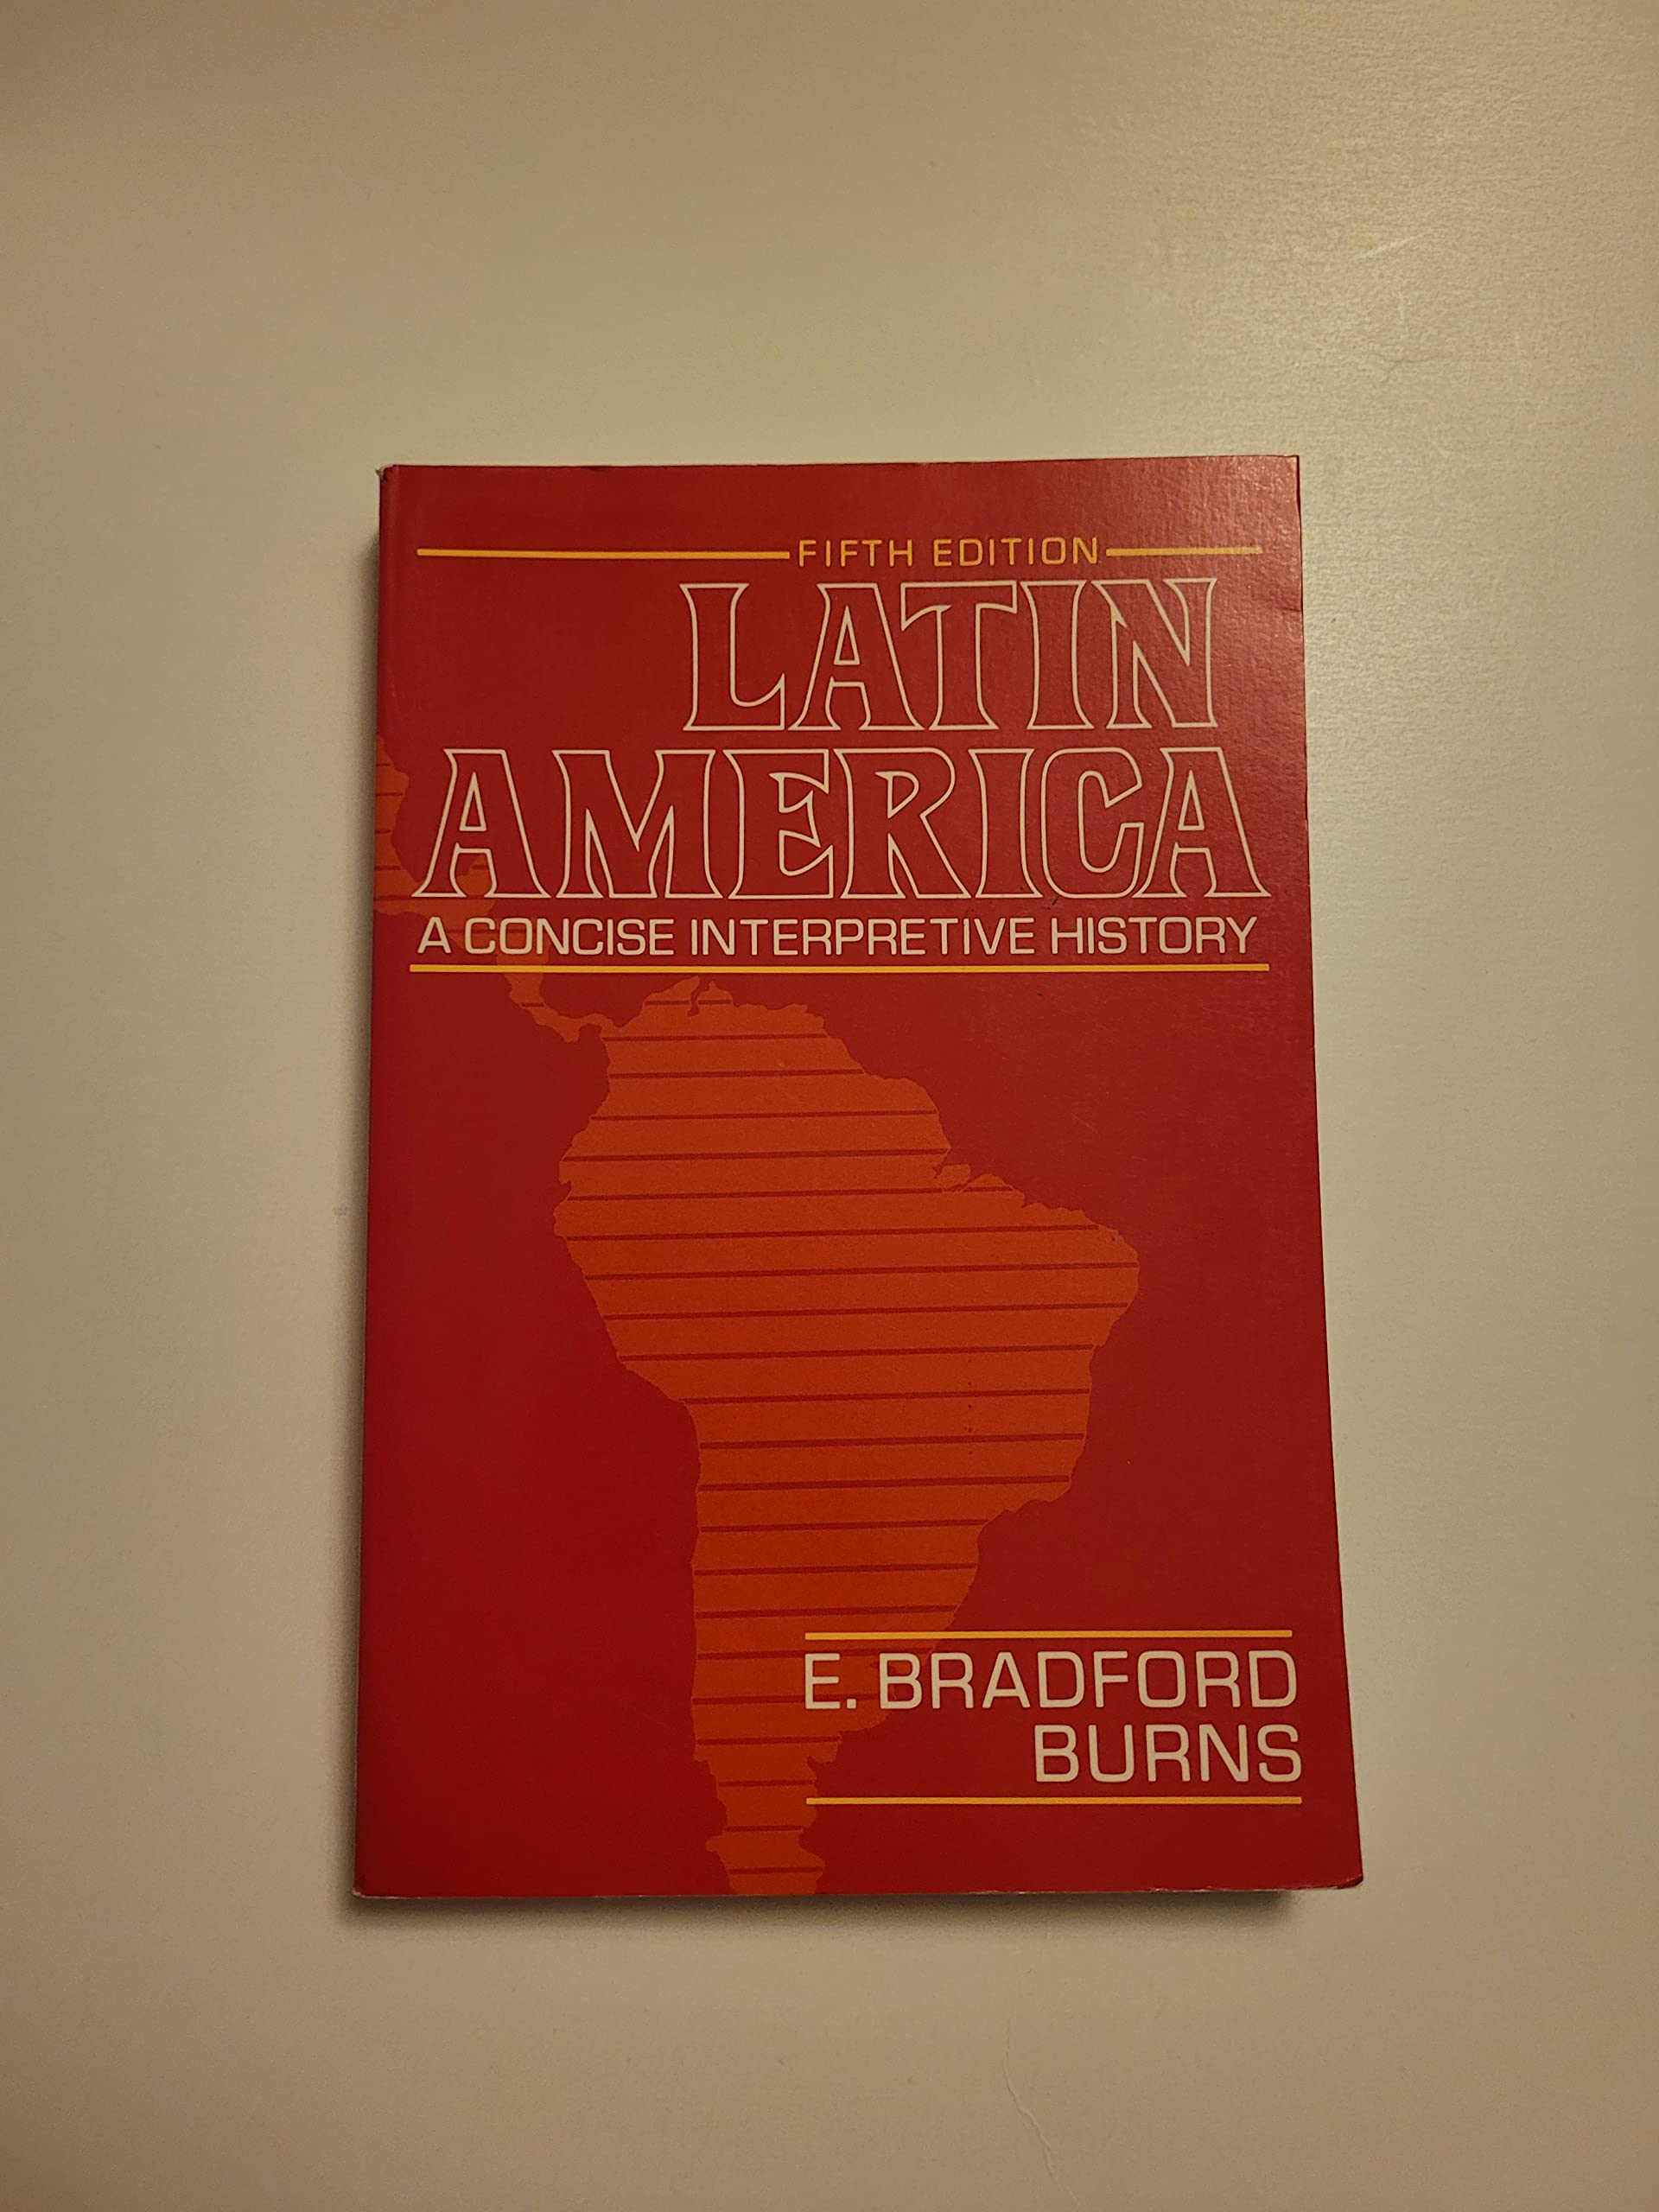 FIFTH EDITION
LATIN
AMERICA
A CONCISE INTERPRETIVE HISTORY
E. BRADFORD
BURNS